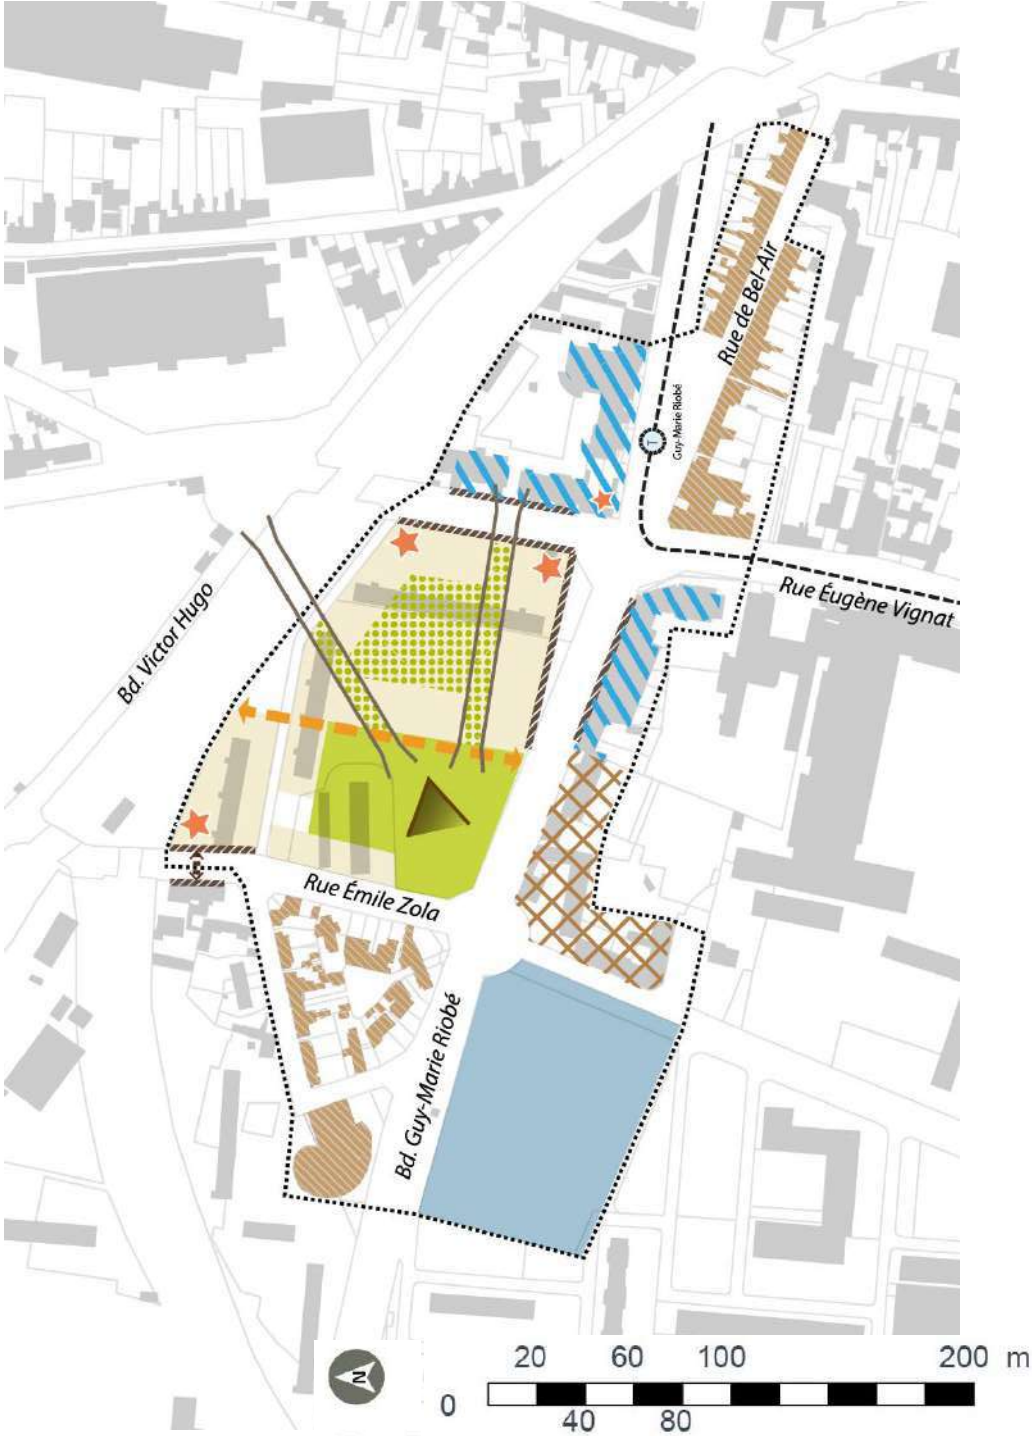 Rue de Bel-Air
Guy-Marie Riobé
T
Bd. Victor Hugo
Rue Éugène Vignat
Rue Émile Zola
Bd. Guy-Marie Riobé
N
20 60 100 200 m
0
40 80